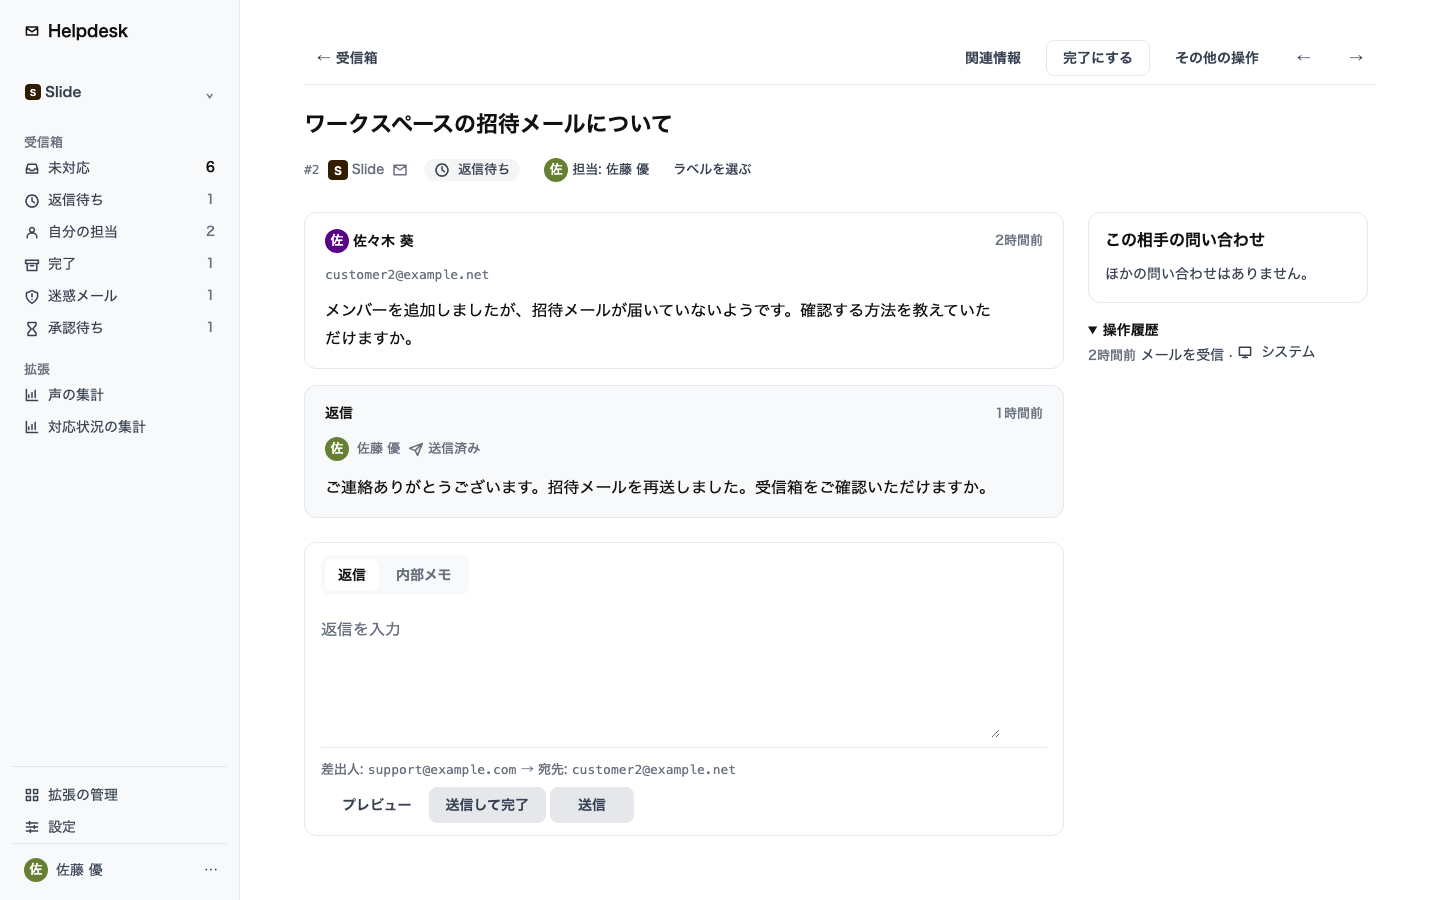 Helpdesk
S Slide
受信箱
未対応 6
返信待ち 1
自分の担当 2
完了 1
迷惑メール 1
承認待ち 1
拡張
声の集計
対応状況の集計
拡張の管理
設定
佐 佐藤 優 …
← 受信箱 関連情報 完了にする その他の操作 ← →
ワークスペースの招待メールについて
#2 S Slide 返信待ち 佐 担当: 佐藤 優 ラベルを選ぶ
佐 佐々木 葵 2時間前
customer2@example.net
メンバーを追加しましたが、招待メールが届いていないようです。確認する方法を教えていた
だけますか。
返信 1時間前
佐 佐藤 優 送信済み
ご連絡ありがとうございます。招待メールを再送しました。受信箱をご確認いただけますか。
返信 内部メモ
返信を入力
差出人: support@example.com → 宛先: customer2@example.net
プレビュー 送信して完了 送信
この相手の問い合わせ
ほかの問い合わせはありません。
▼ 操作履歴
2時間前 メールを受信 · システム